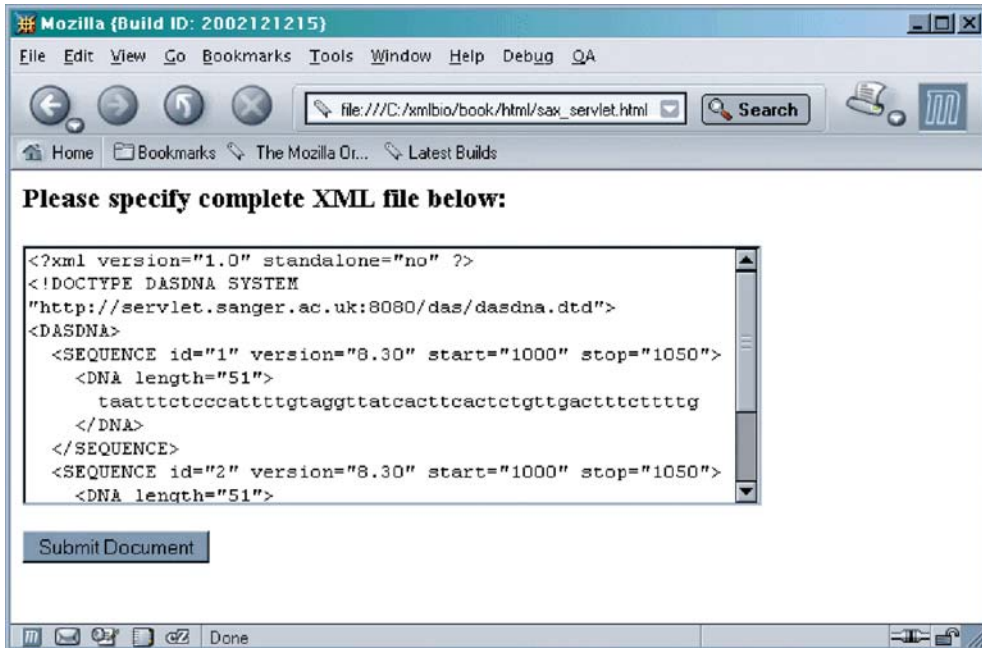 Mozilla {Build ID: 2002121215}
File Edit View Go Bookmarks Tools Window Help Debug QA
file:///C:/xmlbio/book/html/sax_servlet.html Search
Home Bookmarks The Mozilla Or... Latest Builds
Please specify complete XML file below:
<?xml version="1.0" standalone="no" ?>
<!DOCTYPE DASDNA SYSTEM
"http://servlet.sanger.ac.uk:8080/das/dasdna.dtd">
<DASDNA>
<SEQUENCE id="1" version="8.30" start="1000" stop="1050">
<DNA length="51">
taatttctcccattttgtaggttatcacttcactctgttgactttcttttg
</DNA>
</SEQUENCE>
<SEQUENCE id="2" version="8.30" start="1000" stop="1050">
<DNA length="51">
Submit Document
Done